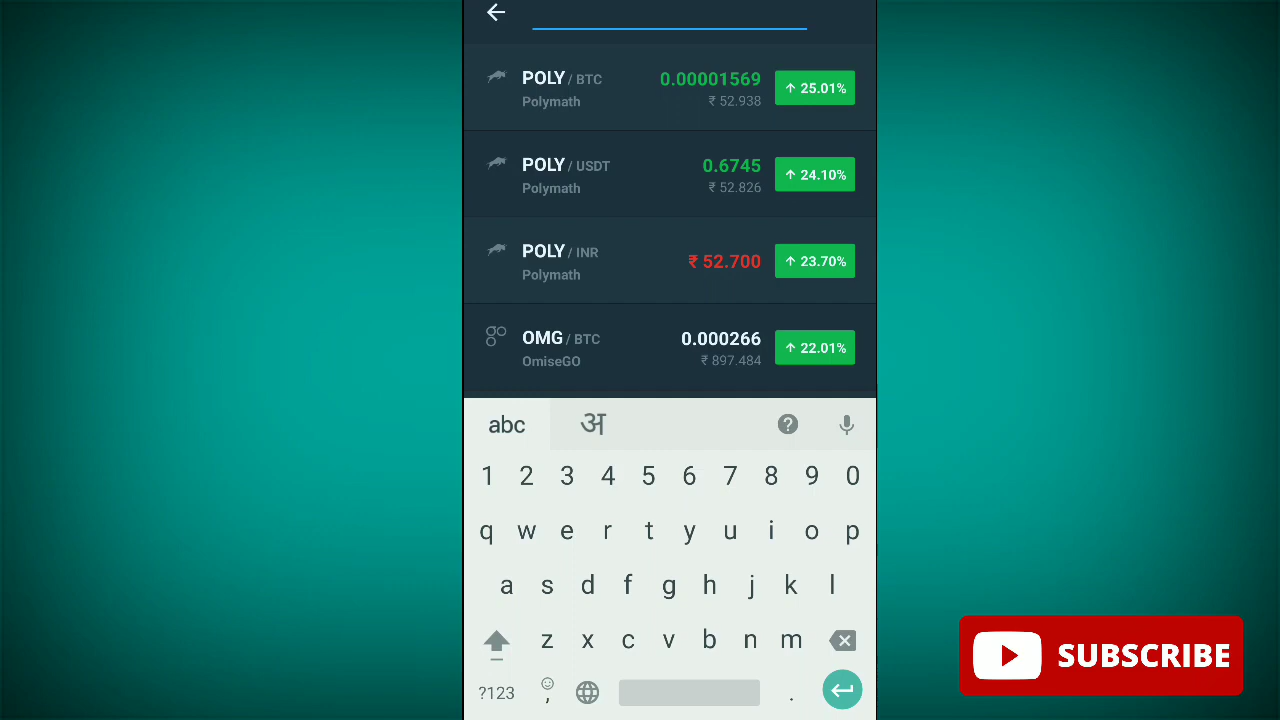 POLY / BTC 0.00001569 ↑ 25.01%
Polymath ₹ 52.938
POLY / USDT 0.6745 ↑ 24.10%
Polymath ₹ 52.826
POLY / INR ₹ 52.700 ↑ 23.70%
Polymath
OMG / BTC 0.000266 ↑ 22.01%
OmiseGO ₹ 897.484
abc अ ?
1 2 3 4 5 6 7 8 9 0
q w e r t y u i o p
a s d f g h j k l
z x c v b n m
?123 , .
SUBSCRIBE